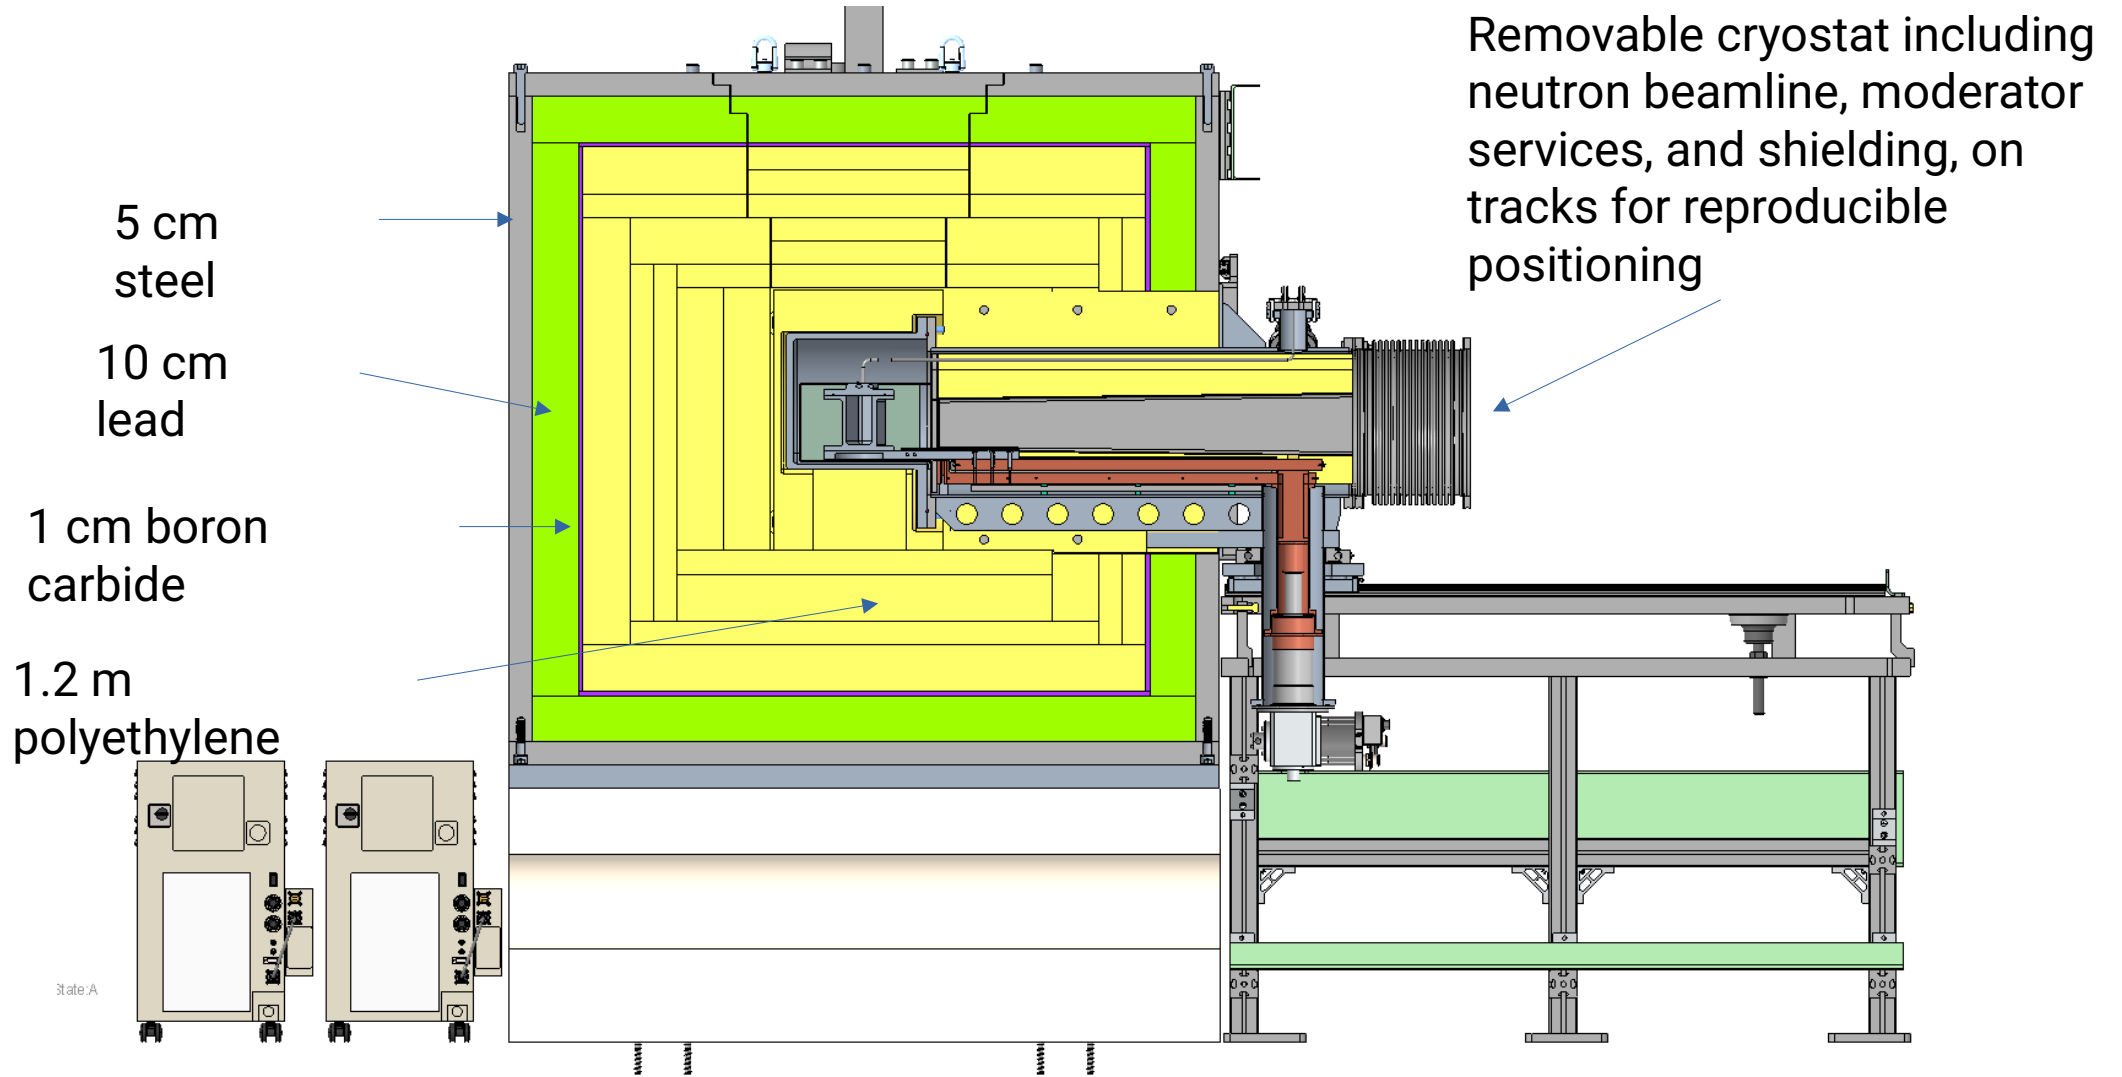 Removable cryostat including
neutron beamline, moderator
services, and shielding, on
tracks for reproducible
positioning
5 cm
steel
10 cm
lead
1 cm boron
carbide
1.2 m
polyethylene
State:A